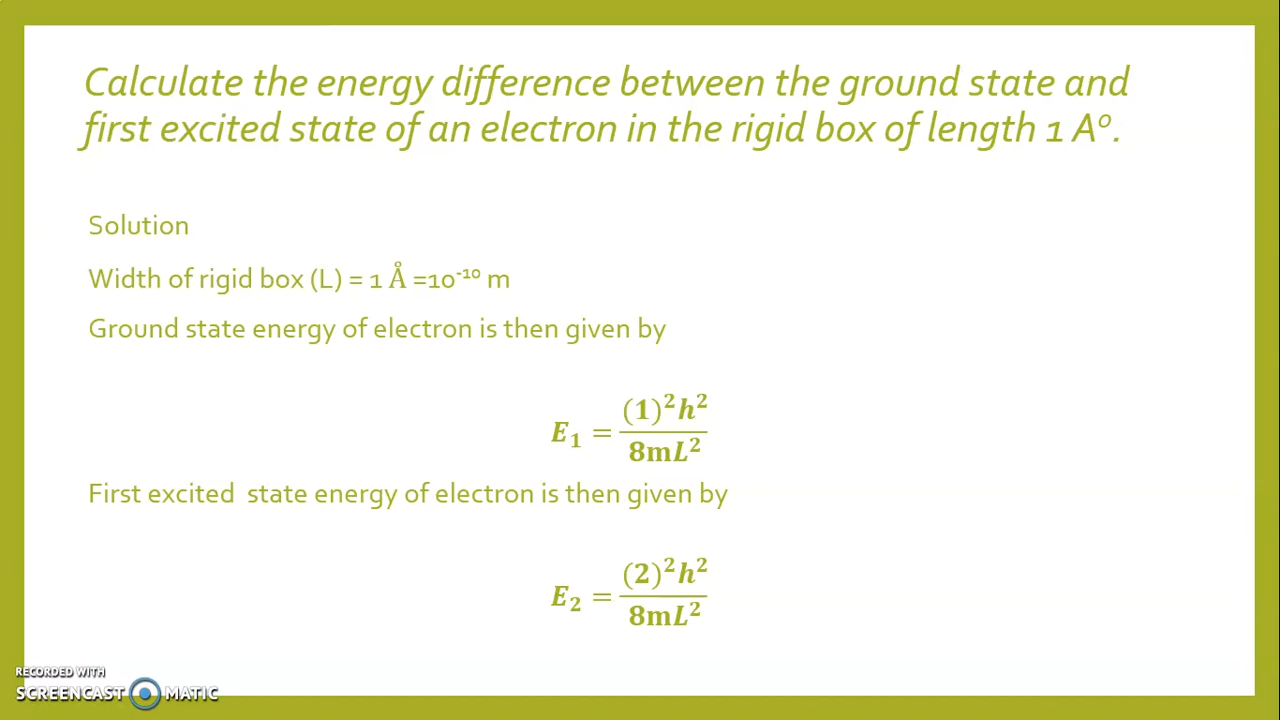 Calculate the energy difference between the ground state and
first excited state of an electron in the rigid box of length 1 A⁰.
Solution
Width of rigid box (L) = 1 Å =10⁻¹⁰ m
Ground state energy of electron is then given by
E₁ = (1)²h² / 8mL²
First excited  state energy of electron is then given by
E₂ = (2)²h² / 8mL²
RECORDED WITH
SCREENCAST MATIC